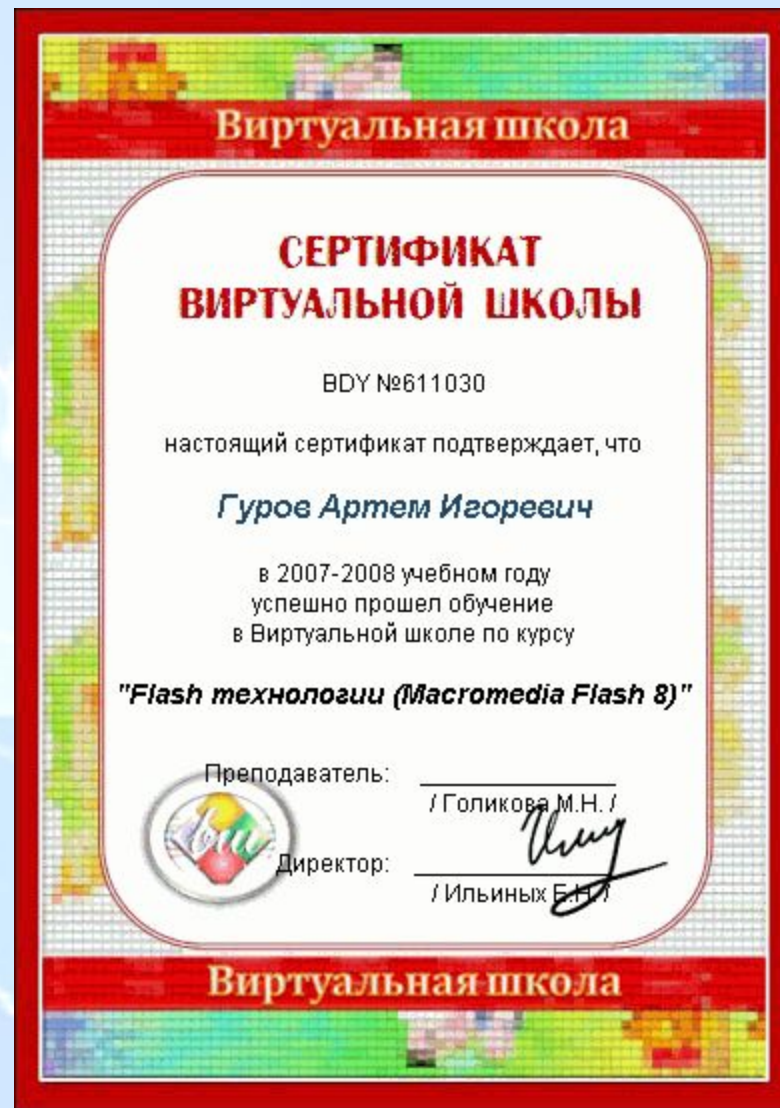 Виртуальная школа
СЕРТИФИКАТ
ВИРТУАЛЬНОЙ ШКОЛЫ
BDY №611030
настоящий сертификат подтверждает, что
Гуров Артем Игоревич
в 2007-2008 учебном году
успешно прошел обучение
в Виртуальной школе по курсу
"Flash технологии (Macromedia Flash 8)"
Преподаватель:
/ Голикова М.Н. /
Директор:
/ Ильиных Б.Н. /
Виртуальная школа